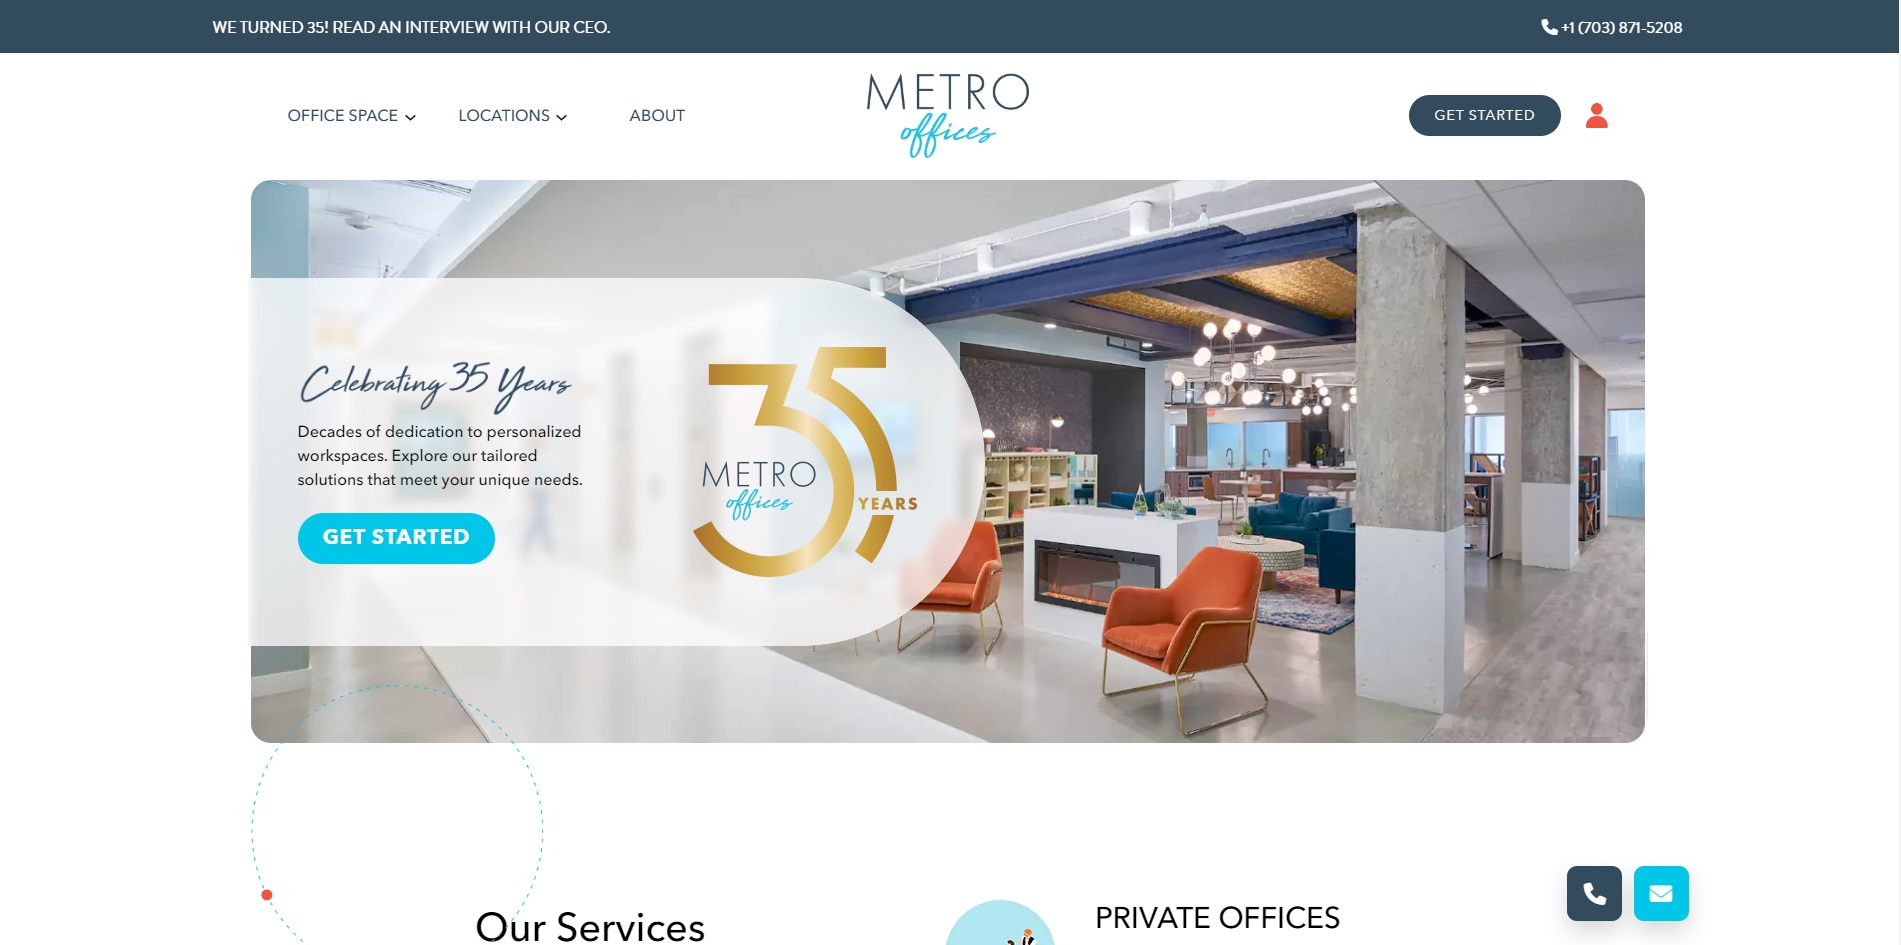 WE TURNED 35! READ AN INTERVIEW WITH OUR CEO.
+1 (703) 871-5208
OFFICE SPACE
LOCATIONS
ABOUT
METRO
offices
GET STARTED
Celebrating 35 Years
Decades of dedication to personalized
workspaces. Explore our tailored
solutions that meet your unique needs.
GET STARTED
35
METRO
offices
YEARS
Our Services
PRIVATE OFFICES